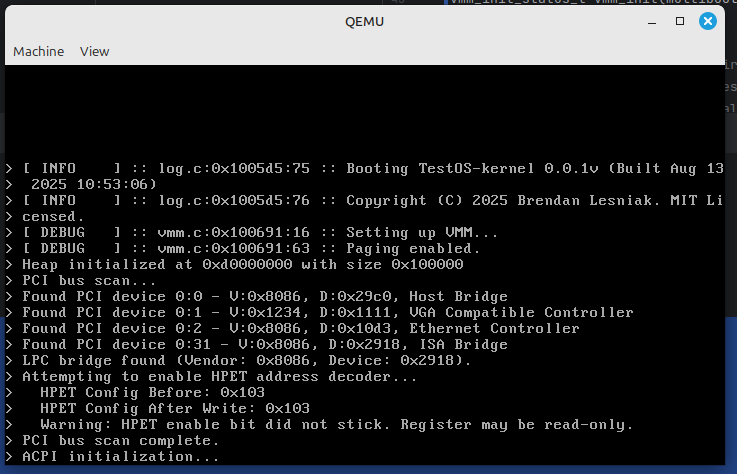 vmm_init_status_t vmm_init(multiboot
QEMU
Machine View
> [ INFO    ] :: log.c:0x1005d5:75 :: Booting TestOS-kernel 0.0.1v (Built Aug 13
>  2025 10:53:06)
> [ INFO    ] :: log.c:0x1005d5:76 :: Copyright (C) 2025 Brendan Lesniak. MIT Li
> censed.
> [ DEBUG   ] :: vmm.c:0x100691:16 :: Setting up VMM...
> [ DEBUG   ] :: vmm.c:0x100691:63 :: Paging enabled.
> Heap initialized at 0xd0000000 with size 0x100000
> PCI bus scan...
> Found PCI device 0:0 - V:0x8086, D:0x29c0, Host Bridge
> Found PCI device 0:1 - V:0x1234, D:0x1111, VGA Compatible Controller
> Found PCI device 0:2 - V:0x8086, D:0x10d3, Ethernet Controller
> Found PCI device 0:31 - V:0x8086, D:0x2918, ISA Bridge
> LPC bridge found (Vendor: 0x8086, Device: 0x2918).
> Attempting to enable HPET address decoder...
>   HPET Config Before: 0x103
>   HPET Config After Write: 0x103
>   Warning: HPET enable bit did not stick. Register may be read-only.
> PCI bus scan complete.
> ACPI initialization...